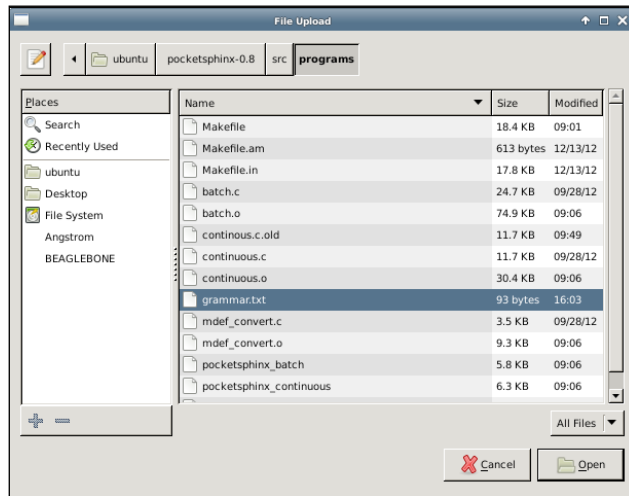 File Upload
ubuntu pocketsphinx-0.8 src programs
Places Name Size Modified
Search
Recently Used
ubuntu
Desktop
File System
Angstrom
BEAGLEBONE
Makefile 18.4 KB 09:01
Makefile.am 613 bytes 12/13/12
Makefile.in 17.8 KB 12/13/12
batch.c 24.7 KB 09/28/12
batch.o 74.9 KB 09:06
continous.c.old 11.7 KB 09:49
continuous.c 11.7 KB 09/28/12
continuous.o 30.4 KB 09:06
grammar.txt 93 bytes 16:03
mdef_convert.c 3.5 KB 09/28/12
mdef_convert.o 9.3 KB 09:06
pocketsphinx_batch 5.8 KB 09:06
pocketsphinx_continuous 6.3 KB 09:06
All Files
Cancel Open